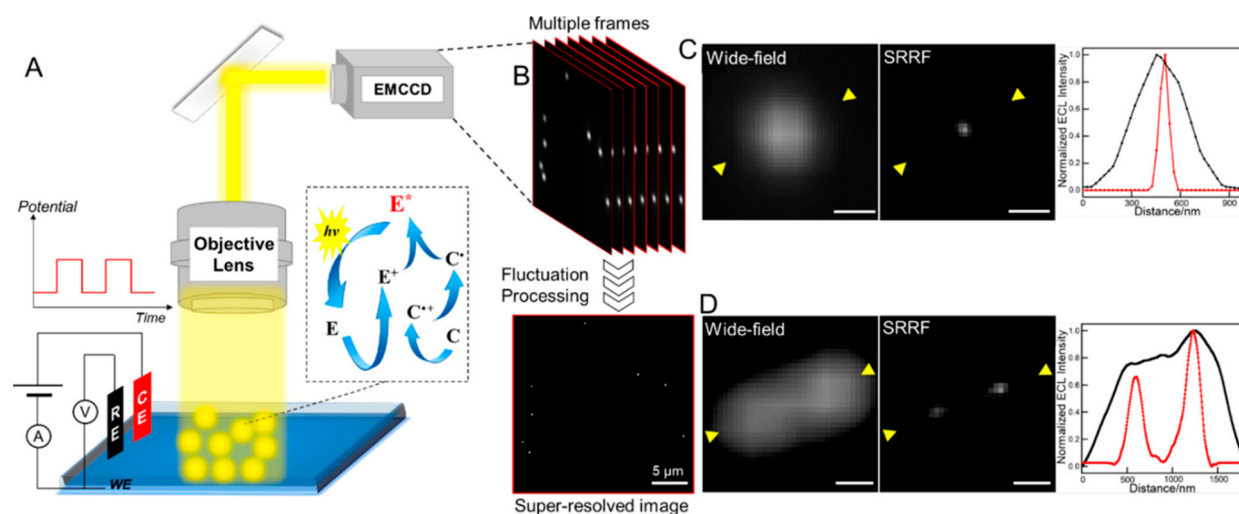 A
EMCCD
Potential
Time
Objective
Lens
E*
hν
E⁺
C•
C•⁺
E
C
V
A
RE
CE
WE
Multiple frames
B
Fluctuation
Processing
5 μm
Super-resolved image
C
Wide-field
SRRF
Normalized ECL Intensity
1.0
0.8
0.6
0.4
0.2
0.0
0
300
600
900
Distance/nm
D
Wide-field
SRRF
Normalized ECL Intensity
1.0
0.8
0.6
0.4
0.2
0.0
0
500
1000
Distance/nm